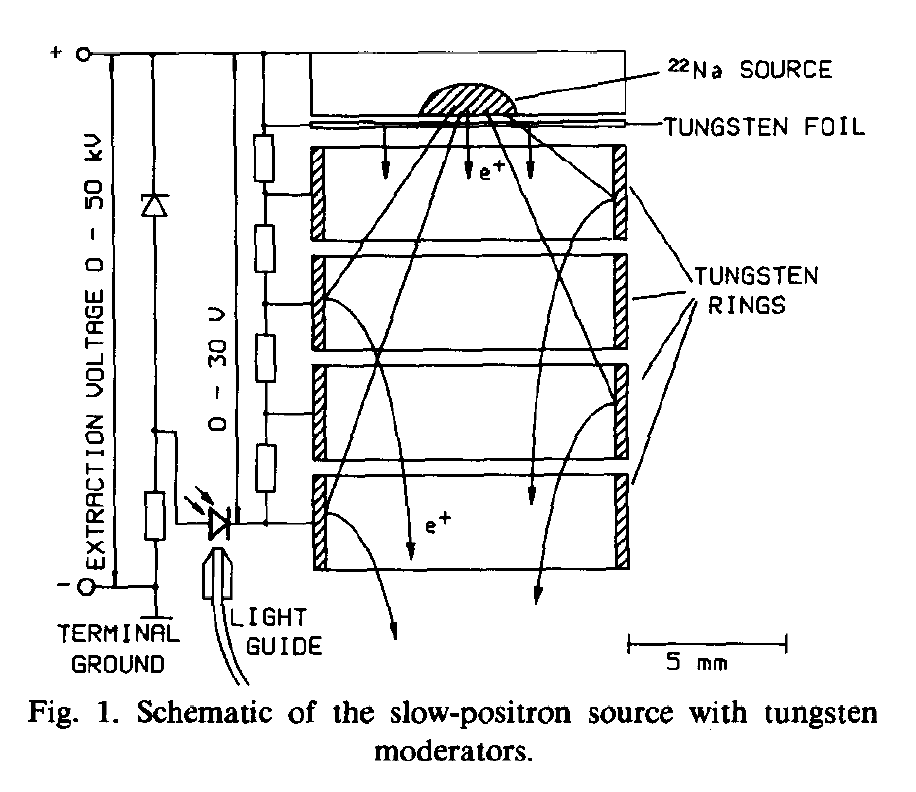 +
²²Na SOURCE
TUNGSTEN FOIL
e⁺
EXTRACTION VOLTAGE 0 - 50 kV
0 - 30 V
TUNGSTEN
RINGS
e⁺
-
TERMINAL
GROUND
LIGHT
GUIDE
5 mm
Fig. 1. Schematic of the slow-positron source with tungsten
moderators.